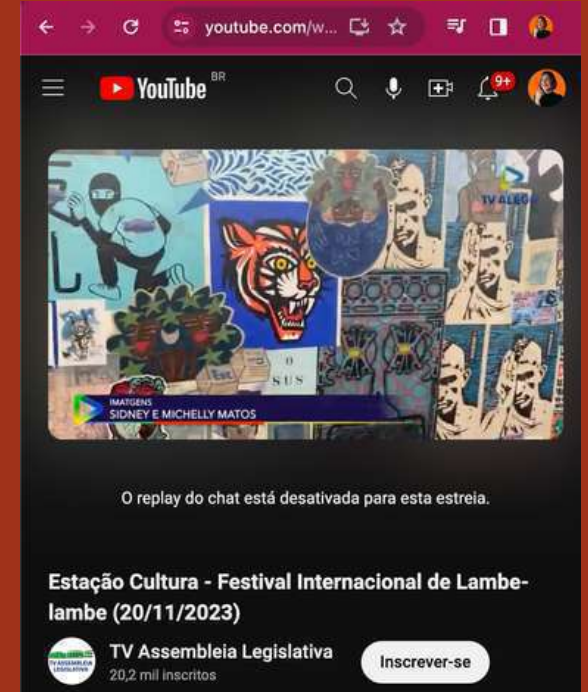 youtube.com/w...
YouTube BR
9+
TV ALEGO
O
SUS
IMATGENS
SIDNEY E MICHELLY MATOS
O replay do chat está desativada para esta estreia.
Estação Cultura - Festival Internacional de Lambe-
lambe (20/11/2023)
TV Assembleia Legislativa
20,2 mil inscritos
Inscrever-se